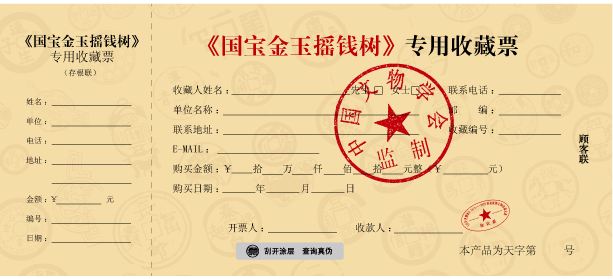 《国宝金玉摇钱树》
专用收藏票
（存根联）
姓名：
单位：
电话：
地址：
金额：￥ 元
编号：
日期：
《国宝金玉摇钱树》专用收藏票
收藏人姓名： 先生□ 女士□ 联系电话：
单位名称： 邮 编：
联系地址： 收藏编号：
E-MAIL：
购买金额：￥ 拾 万 仟 佰 拾 元整（￥ 元）
购买日期： 年 月 日
开票人： 收款人：
刮开涂层 查询真伪
本产品为天字第 号
顾客联
中国文物学会
监制